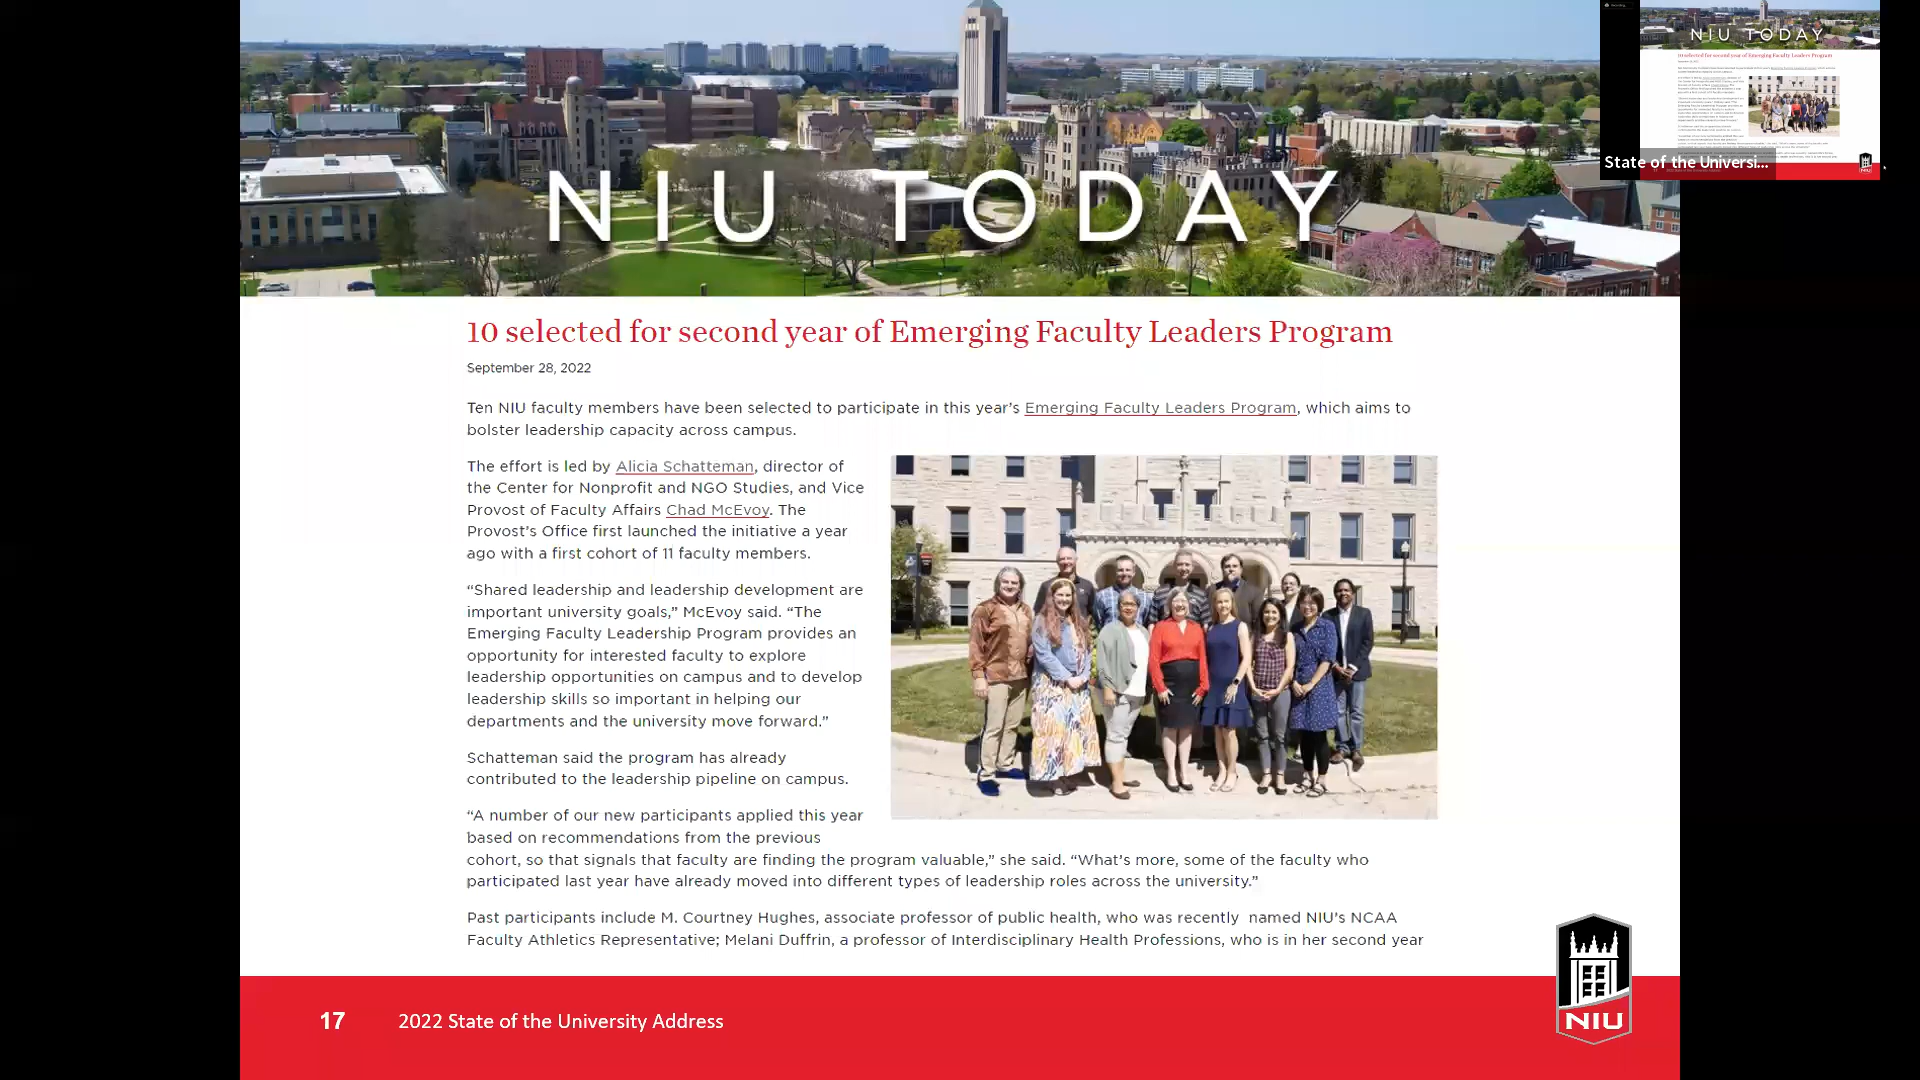 NIU TODAY
10 selected for second year of Emerging Faculty Leaders Program
September 28, 2022
Ten NIU faculty members have been selected to participate in this year’s Emerging Faculty Leaders Program, which aims to
bolster leadership capacity across campus.
The effort is led by Alicia Schatteman, director of
the Center for Nonprofit and NGO Studies, and Vice
Provost of Faculty Affairs Chad McEvoy. The
Provost’s Office first launched the initiative a year
ago with a first cohort of 11 faculty members.
“Shared leadership and leadership development are
important university goals,” McEvoy said. “The
Emerging Faculty Leadership Program provides an
opportunity for interested faculty to explore
leadership opportunities on campus and to develop
leadership skills so important in helping our
departments and the university move forward.”
Schatteman said the program has already
contributed to the leadership pipeline on campus.
“A number of our new participants applied this year
based on recommendations from the previous
cohort, so that signals that faculty are finding the program valuable,” she said. “What’s more, some of the faculty who
participated last year have already moved into different types of leadership roles across the university.”
Past participants include M. Courtney Hughes, associate professor of public health, who was recently named NIU’s NCAA
Faculty Athletics Representative; Melani Duffrin, a professor of Interdisciplinary Health Professions, who is in her second year
17
2022 State of the University Address
NIU
NIU TODAY
10 selected for second year of Emerging Faculty Leaders Program
State of the Universi...
NIU